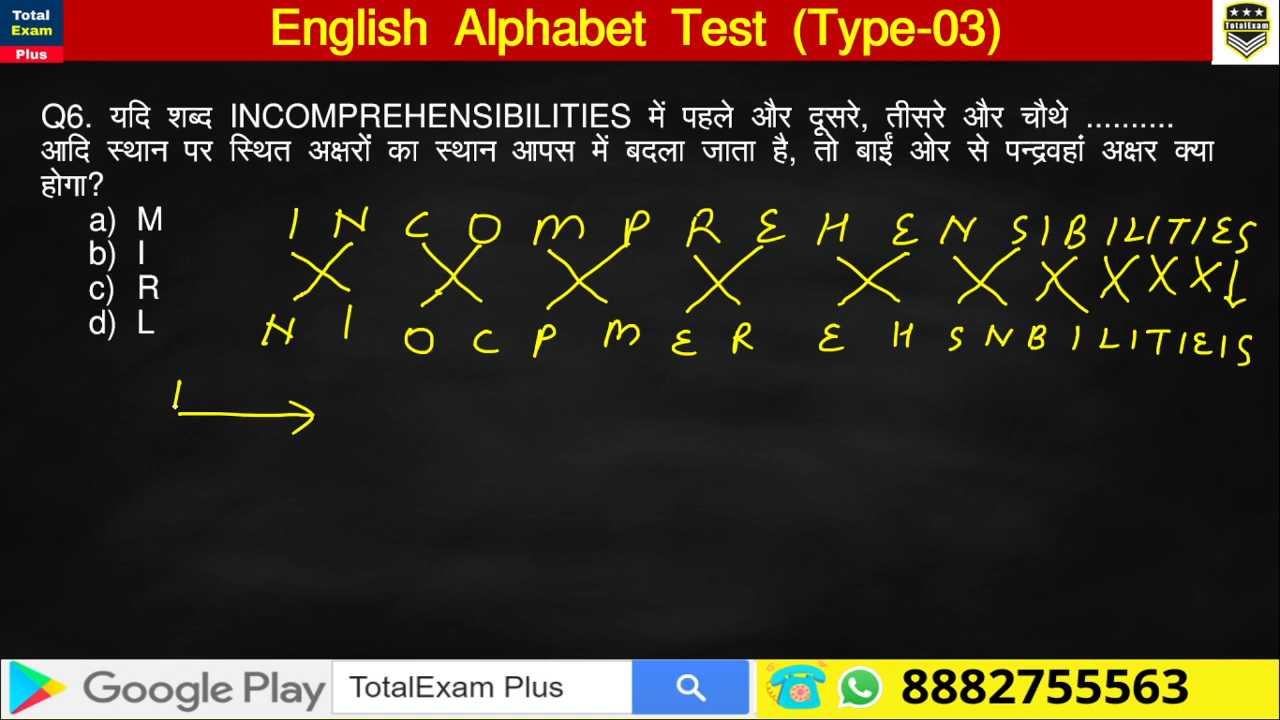 Total
Exam
Plus
English Alphabet Test (Type-03)
TotalExam
Q6. यदि शब्द INCOMPREHENSIBILITIES में पहले और दूसरे, तीसरे और चौथे ..........
आदि स्थान पर स्थित अक्षरों का स्थान आपस में बदला जाता है, तो बाईं ओर से पन्द्रवहां अक्षर क्या
होगा?
a) M
b) I
c) R
d) L
I N C O M P R E H E N S I B I L I T I E S
N I O C P M E R E H S N B I L I T I E I S
Google Play
TotalExam Plus
8882755563